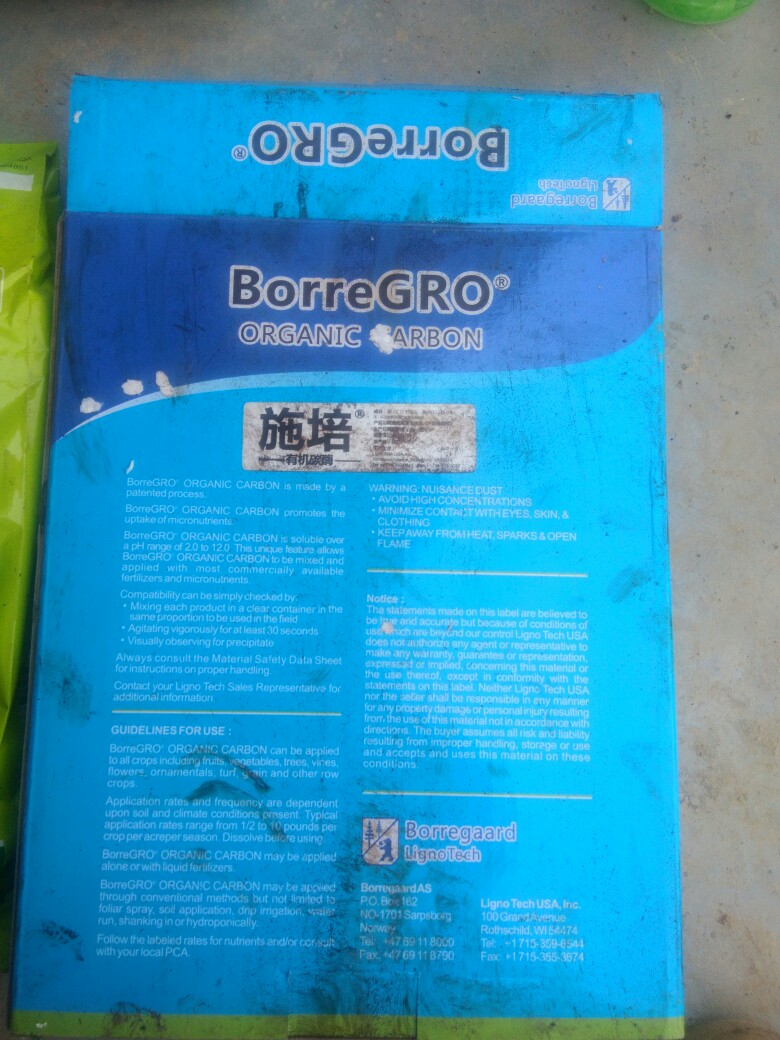 BorreGRO®
Borregaard
LignoTech
BorreGRO®
ORGANIC CARBON
施培®
有机碳酶
BorreGRO® ORGANIC CARBON is made by a
patented process.
BorreGRO® ORGANIC CARBON promotes the
uptake of micronutrients.
BorreGRO® ORGANIC CARBON is soluble over
a pH range of 2.0 to 12.0 This unique feature allows
BorreGRO® ORGANIC CARBON to be mixed and
applied with most commercially available
fertilizers and micronutrients.
Compatibility can be simply checked by:
• Mixing each product in a clear container in the
same proportion to be used in the field
• Agitating vigorously for at least 30 seconds
• Visually observing for precipitate
Always consult the Material Safety Data Sheet
for instructions on proper handling.
Contact your Ligno Tech Sales Representative for
additional information.
GUIDELINES FOR USE :
BorreGRO® ORGANIC CARBON can be applied
to all crops including fruits, vegetables, trees, vines,
flowers, ornamentals, turf, grain and other row
crops.
Application rates and frequency are dependent
upon soil and climate conditions present. Typical
application rates range from 1/2 to 10 pounds per
crop per acreper season. Dissolve before using.
BorreGRO® ORGANIC CARBON may be applied
alone or with liquid fertilizers.
BorreGRO® ORGANIC CARBON may be applied
through conventional methods but not limited to
foliar spray, soil application, drip irrigation, water
run, shanking in or hydroponically.
Follow the labeled rates for nutrients and/or consult
with your local PCA.
WARNING: NUISANCE DUST
• AVOID HIGH CONCENTRATIONS
• MINIMIZE CONTACT WITH EYES, SKIN, &
CLOTHING
• KEEP AWAY FROM HEAT, SPARKS & OPEN
FLAME
Notice :
The statements made on this label are believed to
be true and accurate but because of conditions of
use which are beyond our control Ligno Tech USA
does not authorize any agent or representative to
make any warranty, guarantes or representation,
expressed or implied, concerning this material or
the use thereof, except in conformity with the
statements on this label. Neither Ligno Tech USA
nor the seller shall be responsible in any manner
for any property damage or personal injury resulting
from the use of this material not in accordance with
directions. The buyer assumes all risk and liability
resulting from improper handling, storage or use
and accepts and uses this material on these
conditions.
Borregaard
LignoTech
Borregaard AS
P.O. Box 162
NO-1701 Sarpsborg
Norway
Tel: +47 69 11 8000
Fax: +47 69 11 8790
Ligno Tech USA, Inc.
100 Grand Avenue
Rothschild, WI 54474
Tel: +1 715-359-6544
Fax: +1 715-355-3674